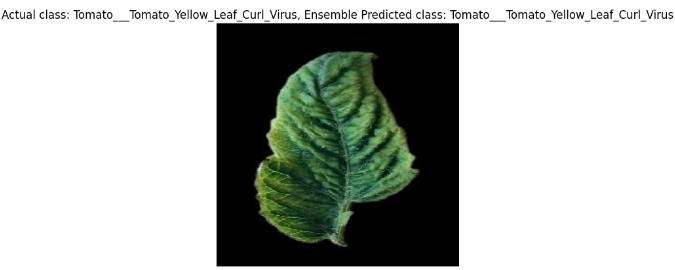 Actual class: Tomato___Tomato_Yellow_Leaf_Curl_Virus, Ensemble Predicted class: Tomato___Tomato_Yellow_Leaf_Curl_Virus